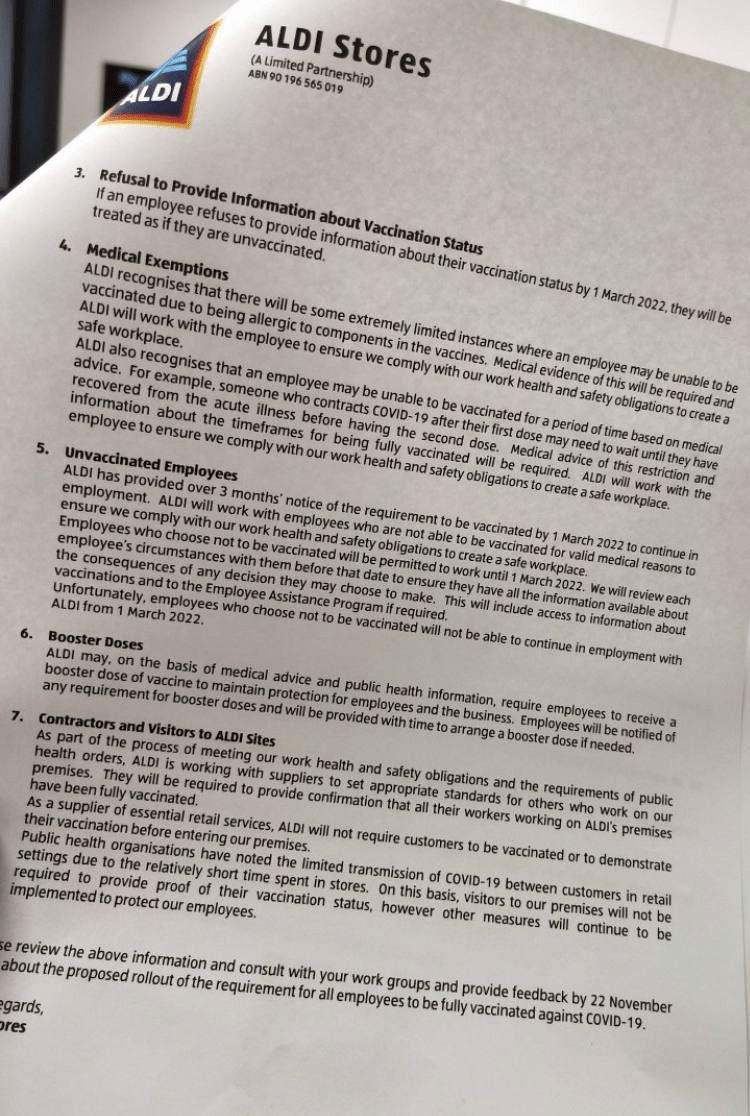 ALDI
ALDI Stores
(A Limited Partnership)
ABN 90 196 565 019
3. Refusal to Provide Information about Vaccination Status
If an employee refuses to provide information about their vaccination status by 1 March 2022, they will be
treated as if they are unvaccinated.
4. Medical Exemptions
ALDI recognises that there will be some extremely limited instances where an employee may be unable to be
vaccinated due to being allergic to components in the vaccines. Medical evidence of this will be required and
ALDI will work with the employee to ensure we comply with our work health and safety obligations to create a
safe workplace.
ALDI also recognises that an employee may be unable to be vaccinated for a period of time based on medical
advice. For example, someone who contracts COVID-19 after their first dose may need to wait until they have
recovered from the acute illness before having the second dose. Medical advice of this restriction and
information about the timeframes for being fully vaccinated will be required. ALDI will work with the
employee to ensure we comply with our work health and safety obligations to create a safe workplace.
5. Unvaccinated Employees
ALDI has provided over 3 months' notice of the requirement to be vaccinated by 1 March 2022 to continue in
employment. ALDI will work with employees who are not able to be vaccinated for valid medical reasons to
ensure we comply with our work health and safety obligations to create a safe workplace.
Employees who choose not to be vaccinated will be permitted to work until 1 March 2022. We will review each
employee's circumstances with them before that date to ensure they have all the information available about
the consequences of any decision they may choose to make. This will include access to information about
vaccinations and to the Employee Assistance Program if required.
Unfortunately, employees who choose not to be vaccinated will not be able to continue in employment with
ALDI from 1 March 2022.
6. Booster Doses
ALDI may, on the basis of medical advice and public health information, require employees to receive a
booster dose of vaccine to maintain protection for employees and the business. Employees will be notified of
any requirement for booster doses and will be provided with time to arrange a booster dose if needed.
7. Contractors and Visitors to ALDI Sites
As part of the process of meeting our work health and safety obligations and the requirements of public
health orders, ALDI is working with suppliers to set appropriate standards for others who work on our
premises. They will be required to provide confirmation that all their workers working on ALDI's premises
have been fully vaccinated.
As a supplier of essential retail services, ALDI will not require customers to be vaccinated or to demonstrate
their vaccination before entering our premises.
Public health organisations have noted the limited transmission of COVID-19 between customers in retail
settings due to the relatively short time spent in stores. On this basis, visitors to our premises will not be
required to provide proof of their vaccination status, however other measures will continue to be
implemented to protect our employees.
se review the above information and consult with your work groups and provide feedback by 22 November
about the proposed rollout of the requirement for all employees to be fully vaccinated against COVID-19.
egards,
ores